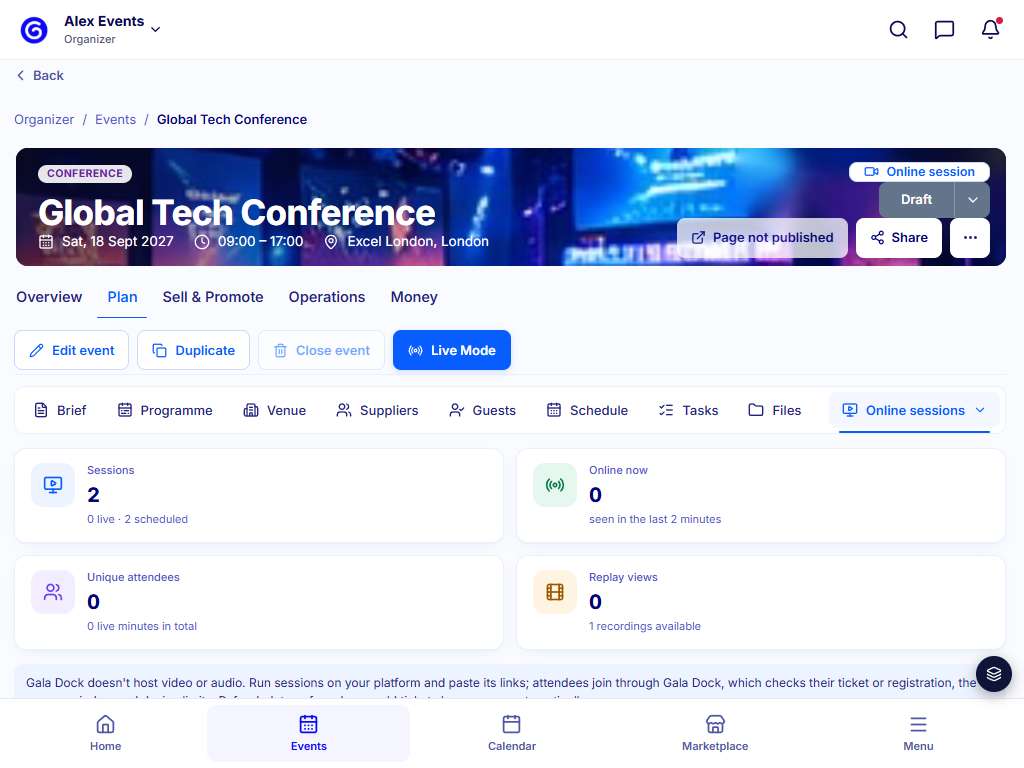 Alex Events
Organizer
Back
Organizer / Events / Global Tech Conference
CONFERENCE
Online session
Global Tech Conference
Draft
Sat, 18 Sept 2027 09:00 – 17:00 Excel London, London
Page not published Share
Overview Plan Sell & Promote Operations Money
Edit event Duplicate Close event Live Mode
Brief Programme Venue Suppliers Guests Schedule Tasks Files Online sessions
Sessions
2
0 live · 2 scheduled
Online now
0
seen in the last 2 minutes
Unique attendees
0
0 live minutes in total
Replay views
0
1 recordings available
Gala Dock doesn't host video or audio. Run sessions on your platform and paste its links; attendees join through Gala Dock, which checks their ticket or registration, the
Home Events Calendar Marketplace Menu